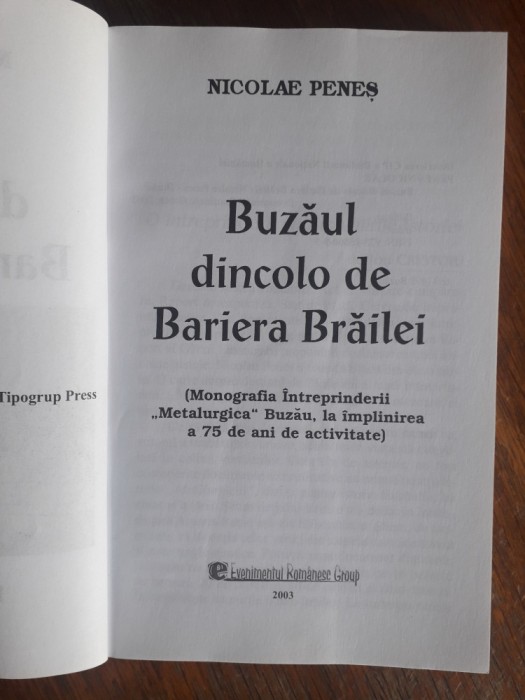 NICOLAE PENEȘ
Buzăul
dincolo de
Bariera Brăilei
Tipogrup Press
(Monografia Întreprinderii
„Metalurgica“ Buzău, la împlinirea
a 75 de ani de activitate)
Evenimentul Românesc Group
2003